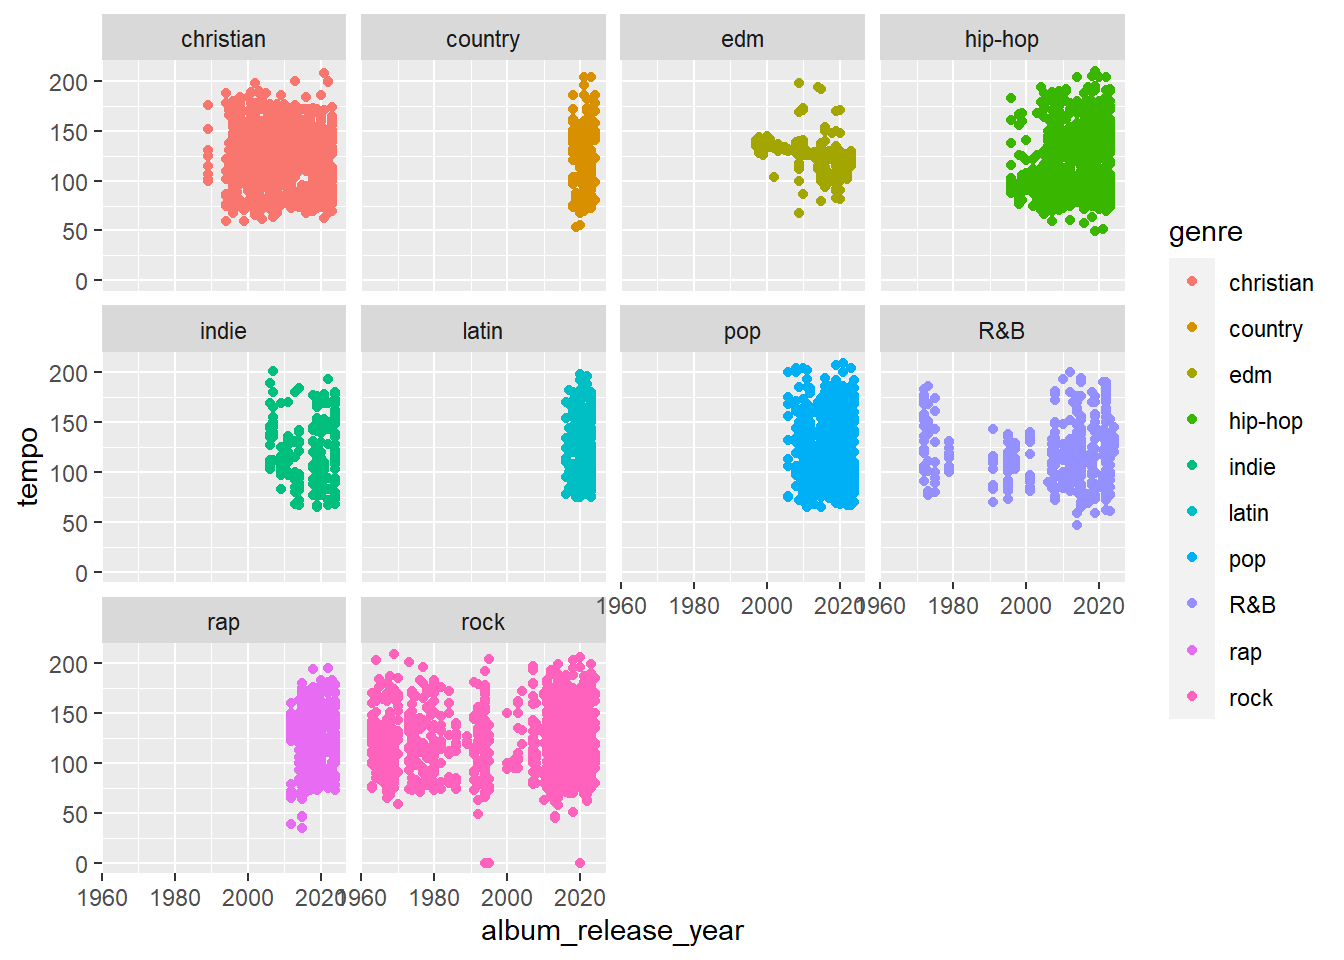 christian country edm hip-hop
200
150
100
50
0
indie latin pop R&B
200
150
100
50
0
1960 1980 2000 2020 1960 1980 2000 2020
rap rock
200
150
100
50
0
1960 1980 2000 2020 1960 1980 2000 2020
tempo
album_release_year
genre
christian
country
edm
hip-hop
indie
latin
pop
R&B
rap
rock